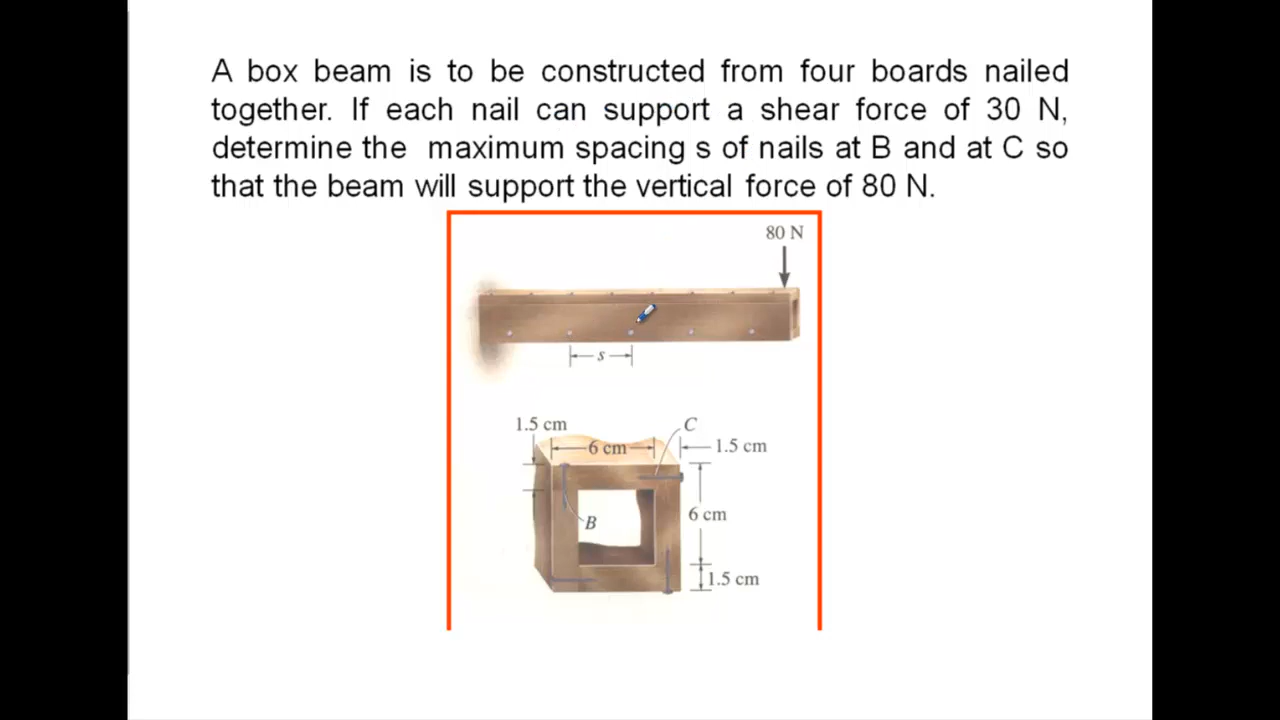 A box beam is to be constructed from four boards nailed
together. If each nail can support a shear force of 30 N,
determine the maximum spacing s of nails at B and at C so
that the beam will support the vertical force of 80 N.
80 N
s
1.5 cm
C
6 cm
1.5 cm
B
6 cm
1.5 cm